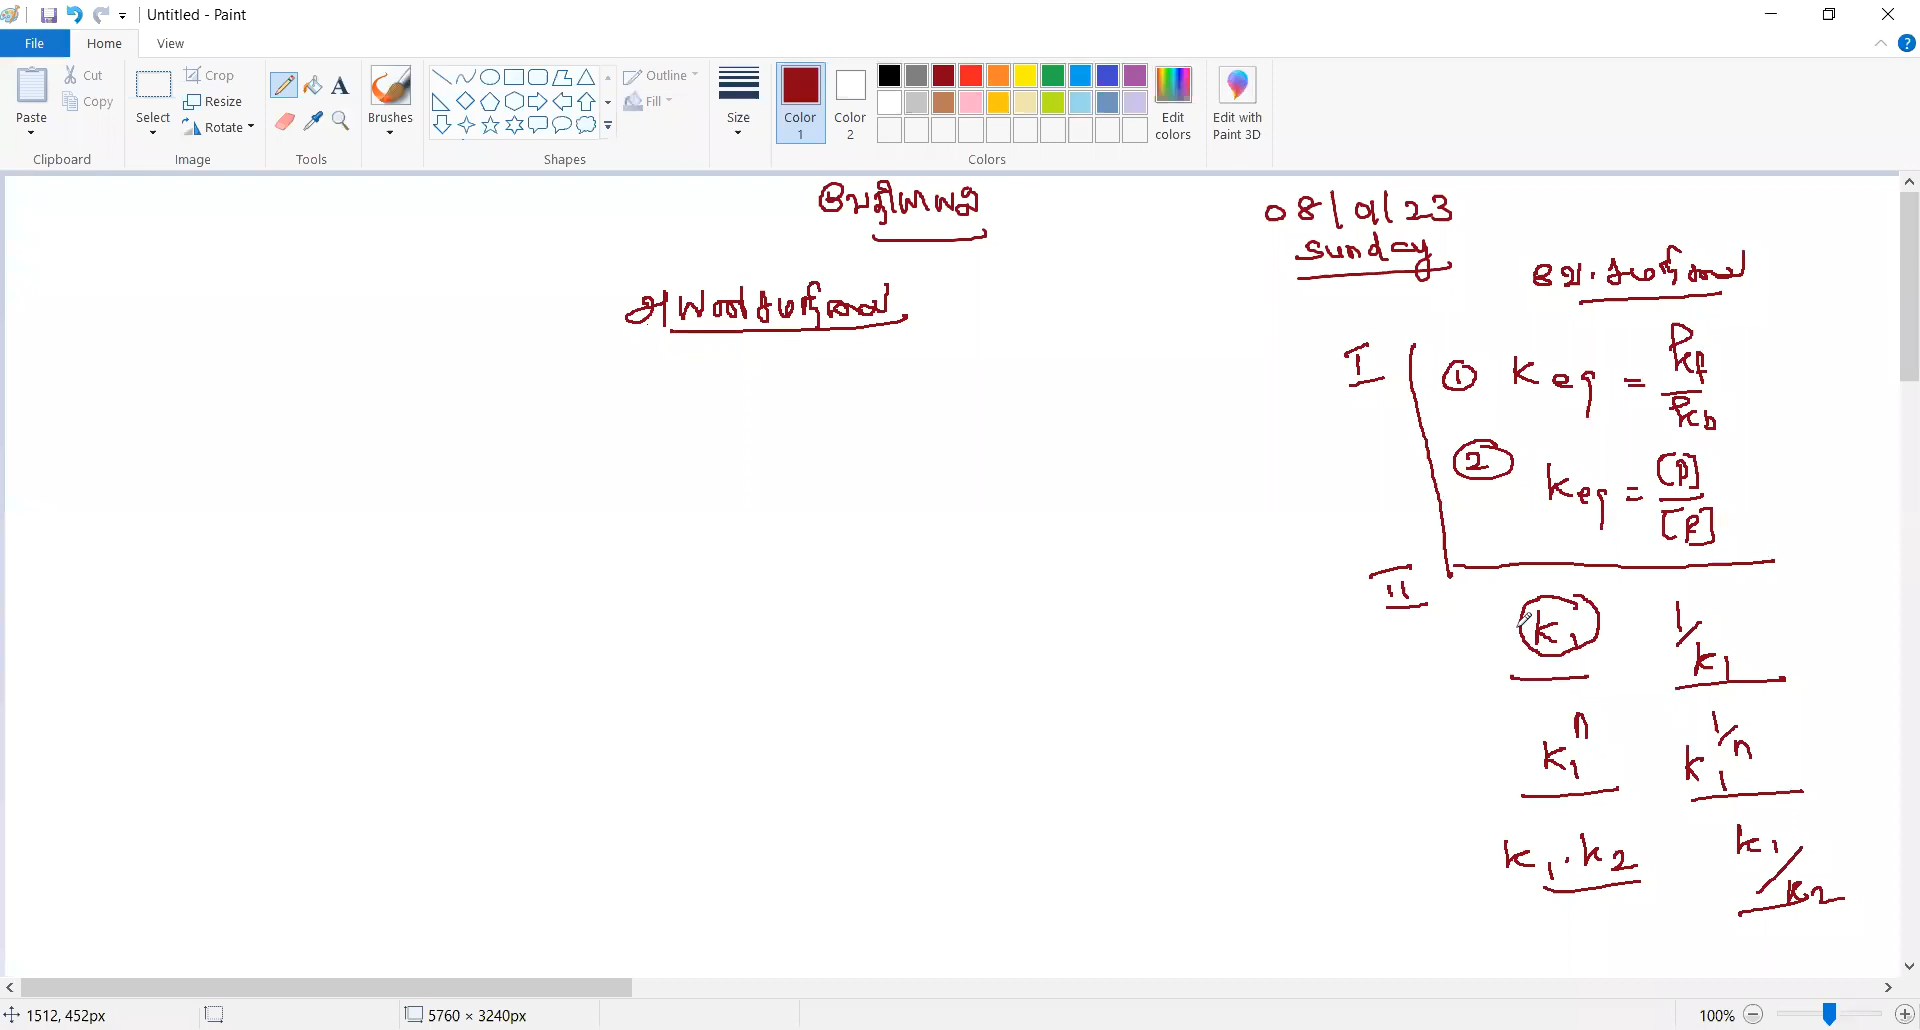 Untitled - Paint
File Home View
Paste
Cut
Copy
Clipboard
Select
Crop
Resize
Rotate
Image
Tools
Brushes
Shapes
Outline
Fill
Size
Color 1
Color 2
Edit colors
Edit with Paint 3D
Colors
08/01/23
Sunday
I
① Keq = Kf / Kb
② Keq = [P] / [P]
II
K1
1/K1
K1^n
K1^1/n
K1 . K2
K1/K2
1512, 452px
5760 × 3240px
100%